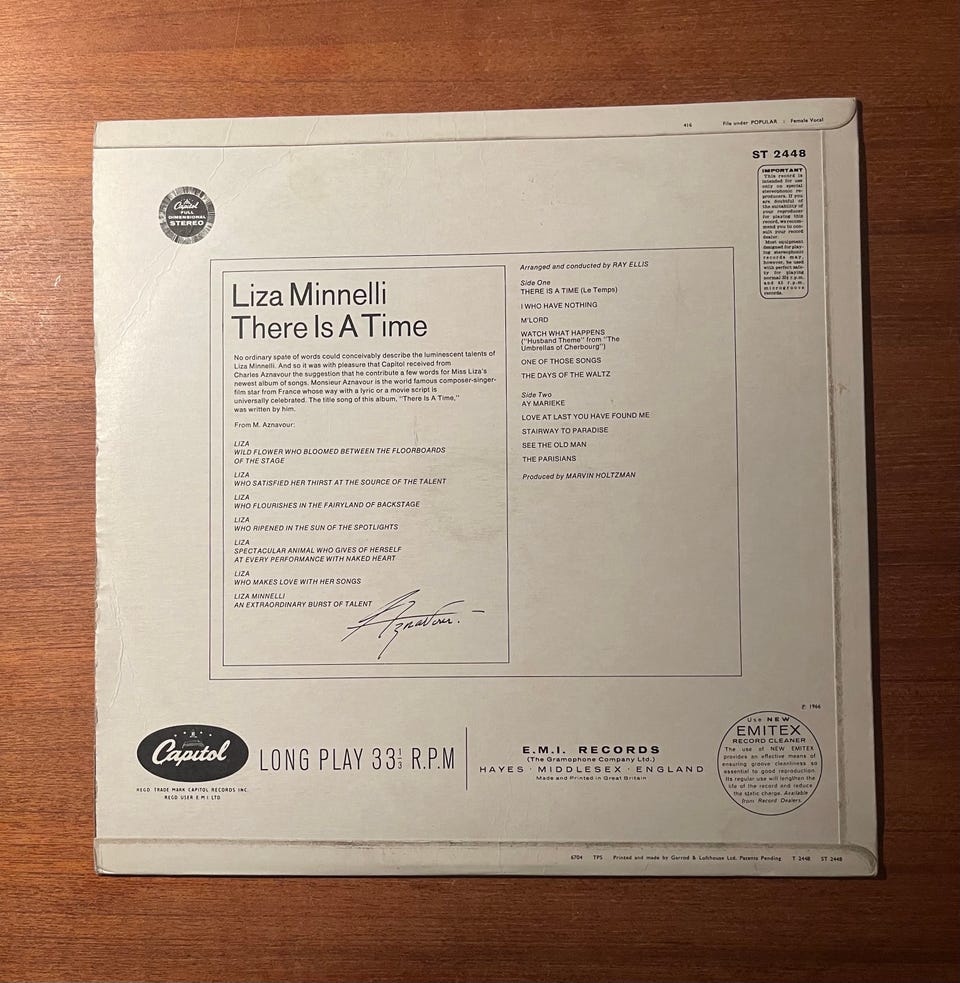 416 File under POPULAR : Female Vocal
ST 2448
IMPORTANT
This record is
intended for use
only on special
stereophonic re-
producers. If you
are doubtful of
the suitability of
your reproducer
for playing this
record, we recom-
mend you to con-
sult your record
dealer.
Most equipment
designed for play-
ing stereophonic
records may,
however, be used
with perfect safe-
ty for playing
normal 33⅓ r.p.m.
and 45 r.p.m.
microgroove
records.
Capitol
FULL
DIMENSIONAL
STEREO
Liza Minnelli
There Is A Time
No ordinary spate of words could conceivably describe the luminescent talents of
Liza Minnelli. And so it was with pleasure that Capitol received from
Charles Aznavour the suggestion that he contribute a few words for Miss Liza's
newest album of songs. Monsieur Aznavour is the world famous composer-singer-
film star from France whose way with a lyric or a movie script is
universally celebrated. The title song of this album, "There Is A Time,"
was written by him.
From M. Aznavour:
LIZA
WILD FLOWER WHO BLOOMED BETWEEN THE FLOORBOARDS
OF THE STAGE
LIZA
WHO SATISFIED HER THIRST AT THE SOURCE OF THE TALENT
LIZA
WHO FLOURISHES IN THE FAIRYLAND OF BACKSTAGE
LIZA
WHO RIPENED IN THE SUN OF THE SPOTLIGHTS
LIZA
SPECTACULAR ANIMAL WHO GIVES OF HERSELF
AT EVERY PERFORMANCE WITH NAKED HEART
LIZA
WHO MAKES LOVE WITH HER SONGS
LIZA MINNELLI
AN EXTRAORDINARY BURST OF TALENT
Aznavour.
Arranged and conducted by RAY ELLIS
Side One
THERE IS A TIME (Le Temps)
I WHO HAVE NOTHING
M'LORD
WATCH WHAT HAPPENS
("Husband Theme" from "The
Umbrellas of Cherbourg")
ONE OF THOSE SONGS
THE DAYS OF THE WALTZ
Side Two
AY MARIEKE
LOVE AT LAST YOU HAVE FOUND ME
STAIRWAY TO PARADISE
SEE THE OLD MAN
THE PARISIANS
Produced by MARVIN HOLTZMAN
Capitol
LONG PLAY 33⅓ R.P.M
REGD TRADE MARK CAPITOL RECORDS INC.
REGD USER E M I LTD
E.M.I. RECORDS
(The Gramophone Company Ltd.)
HAYES · MIDDLESEX · ENGLAND
Made and Printed in Great Britain
℗ 1966
Use NEW
EMITEX
RECORD CLEANER
The use of NEW EMITEX
provides an effective means of
ensuring groove cleanliness so
essential to good reproduction.
Its regular use will lengthen the
life of the record and reduce
the static charge. Available
from Record Dealers.
6704 TPS Printed and made by Garrod & Lofthouse Ltd. Patents Pending T 2448 ST 2448